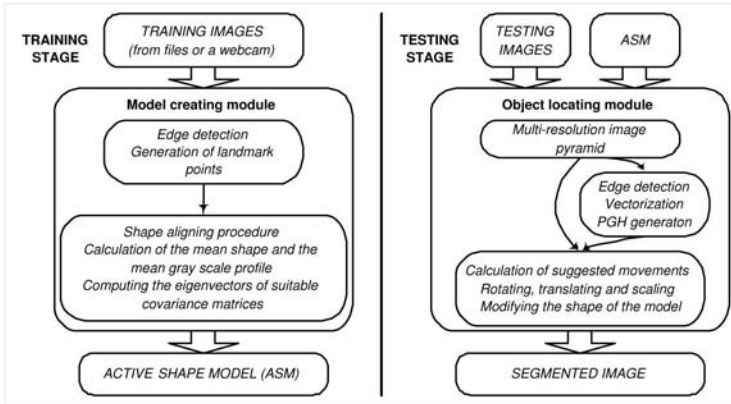 TRAINING STAGE
TRAINING IMAGES
(from files or a webcam)
Model creating module
Edge detection
Generation of landmark
points
Shape aligning procedure
Calculation of the mean shape and the
mean gray scale profile
Computing the eigenvectors of suitable
covariance matrices
ACTIVE SHAPE MODEL (ASM)
TESTING
STAGE
TESTING
IMAGES
ASM
Object locating module
Multi-resolution image
pyramid
Edge detection
Vectorization
PGH generaton
Calculation of suggested movements
Rotating, translating and scaling
Modifying the shape of the model
SEGMENTED IMAGE